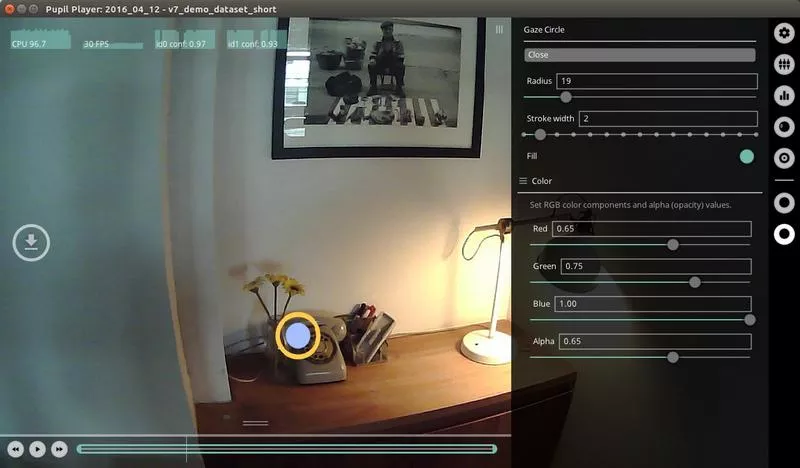 Pupil Player: 2016_04_12 - v7_demo_dataset_short
CPU 96.7
30 FPS
id0 conf: 0.97
id1 conf: 0.93
Gaze Circle
Close
Radius 19
Stroke width 2
Fill
Color
Set RGB color components and alpha (opacity) values.
Red 0.65
Green 0.75
Blue 1.00
Alpha 0.65